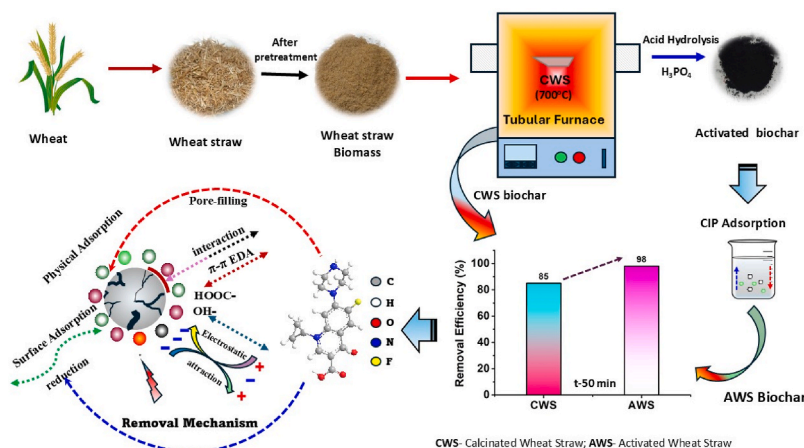 Wheat
Wheat straw
After
pretreatment
Wheat straw
Biomass
CWS
(700°C)
Tubular Furnace
Acid Hydrolysis
H₃PO₄
Activated biochar
CWS biochar
CIP Adsorption
AWS Biochar
Removal Efficiency (%)
100
80
60
40
20
0
85
98
t-50 min
CWS
AWS
Pore-filling
Physical Adsorption
interaction
π-π EDA
HOOC-
OH-
Surface Adsorption
reduction
Electrostatic
attraction
+
+
Removal Mechanism
C
H
O
N
F
CWS- Calcinated Wheat Straw; AWS- Activated Wheat Straw